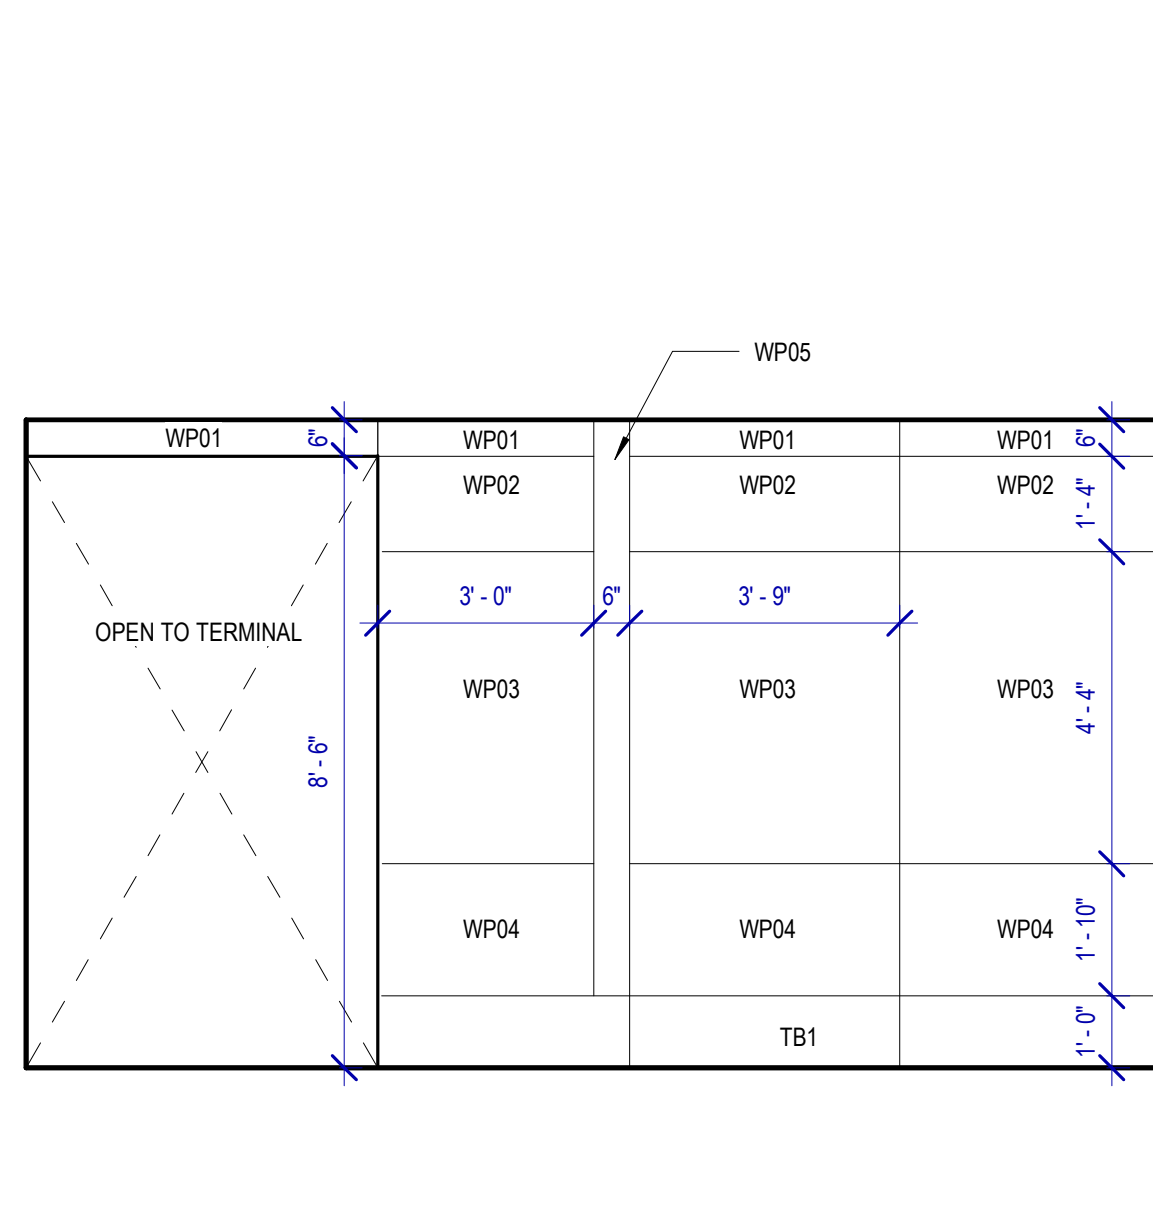 WP05
WP01 6" WP01 WP01 WP01 6"
WP02 WP02 WP02 1' - 4"
3' - 0" 6" 3' - 9"
OPEN TO TERMINAL
WP03 WP03 WP03 4' - 4"
8' - 6"
WP04 WP04 WP04 1' - 10"
TB1 1' - 0"